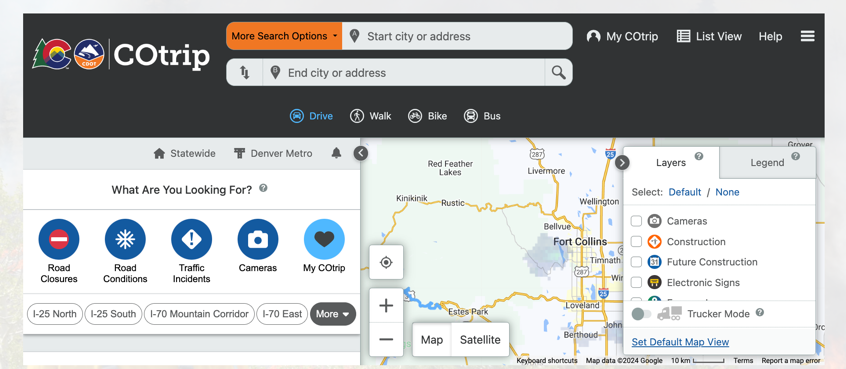 COtrip
CDOT
More Search Options
A
Start city or address
B
End city or address
My COtrip
List View
Help
Drive
Walk
Bike
Bus
Statewide
Denver Metro
What Are You Looking For? ?
Road
Closures
Road
Conditions
Traffic
Incidents
Cameras
My COtrip
I-25 North
I-25 South
I-70 Mountain Corridor
I-70 East
More
287
25
Red Feather
Lakes
Livermore
Kinikinik
Rustic
Wellington
Bellvue
Fort Collins
Timnath
287
Loveland
Estes Park
Berthoud
Grover
Map
Satellite
Layers ?
Legend ?
Select: Default / None
Cameras
Construction
31
Future Construction
Electronic Signs
Trucker Mode ?
Set Default Map View
Keyboard shortcuts
Map data ©2024 Google
10 km
Terms
Report a map error